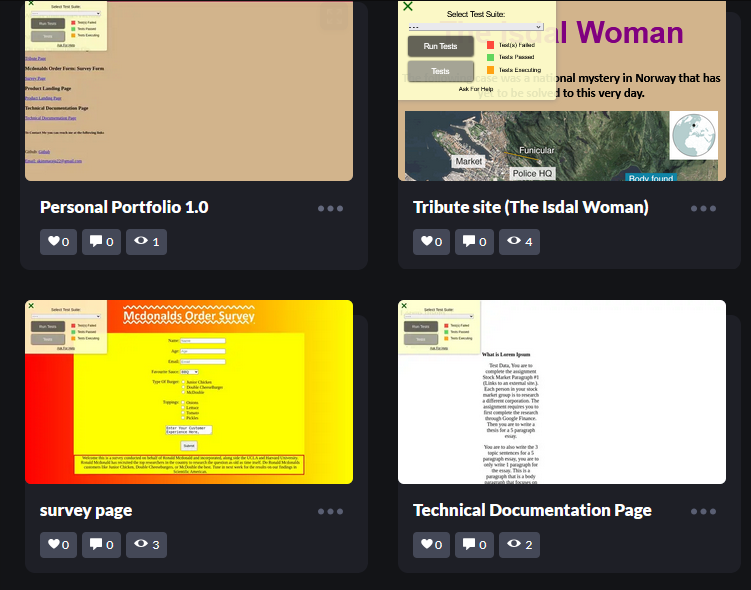 Select Test Suite:
---
Run Tests
Test(s) Failed
Tests
Tests Passed
Tests Executing
Ask For Help
Tribute Page
Mcdonalds Order Form: Survey Form
Survey Page
Product Landing Page
Product Landing Page
Technical Documentation Page
Technical Documentation Page
Github: Github
Personal Portfolio 1.0
0
0
1
Select Test Suite:
---
Run Tests
Test(s) Failed
Tests
Tests Passed
Tests Executing
Ask For Help
Isdal Woman
case was a national mystery in Norway that has
yet to be solved to this very day.
Funicular
Market
Police HQ
Body found
Tribute site (The Isdal Woman)
0
0
4
Select Test Suite:
---
Run Tests
Test(s) Failed
Tests
Tests Passed
Tests Executing
Ask For Help
Mcdonalds Order Survey
Name:
Name
Age:
Age
Email:
Email
Favourite Sauce:
BBQ
Type Of Burger:
Junior Chicken
Double Cheeseburger
McDouble
Toppings:
Onions
Lettuce
Tomato
Pickles
Enter Your Customer
Experience Here.
Submit
Welcome this is a survey conducted on behalf of Ronald Mcdonald and incorporated, along with the UCLA and Harvard University.
Ronald Mcdonald has recruited the top researchers in the country to research the question as old as time itself. Do Ronald Mcdonalds
customers like Junior Chicken, Double Cheeseburgers, or McDouble the best. Tune in next week for the results on our findings in
Scientific American.
survey page
0
0
3
Select Test Suite:
---
Run Tests
Test(s) Failed
Tests
Tests Passed
Tests Executing
Ask For Help
What is Lorem Ipsum
Test Data, You are to
complete the assignment
Stock Market Paragraph #1
(Links to an external site.).
Each person in your stock
market group is to research
a different corporation. The
assignment requires you to
first complete the research
through Google Finance.
Then you are to write a
thesis for a 5 paragraph
essay.
You are to also write the 3
topic sentences for a 5
paragraph essay, you are to
only write 1 paragraph for
the essay. This is a
paragraph that is a body
paragraph that focuses on
Technical Documentation Page
0
0
2